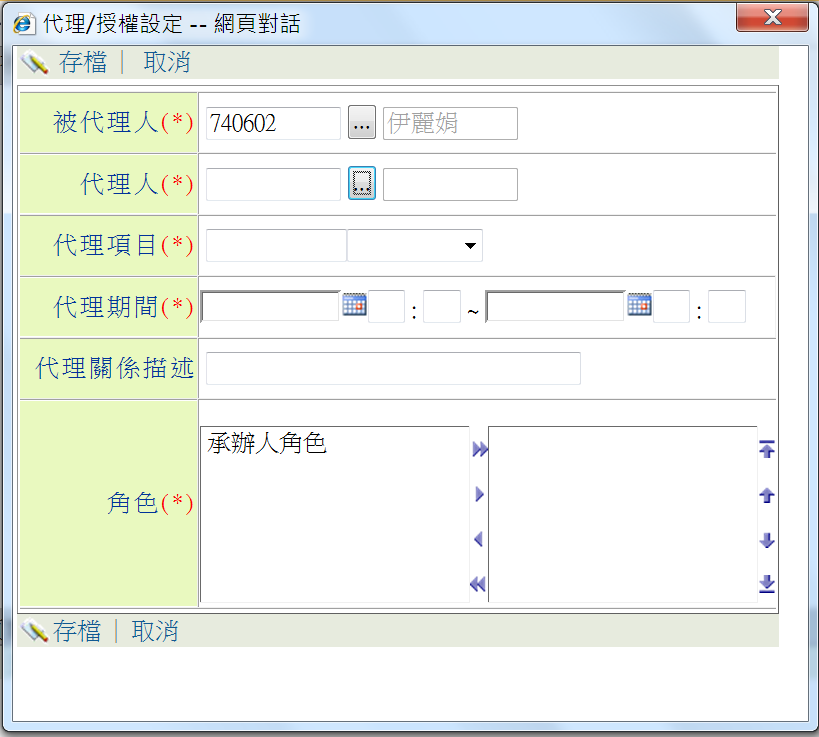 代理/授權設定 -- 網頁對話
存檔 | 取消
被代理人(*) 740602 ... 伊麗娟
代理人(*) ...
代理項目(*)
代理期間(*) : ~ :
代理關係描述
承辦人角色
角色(*)
存檔 | 取消